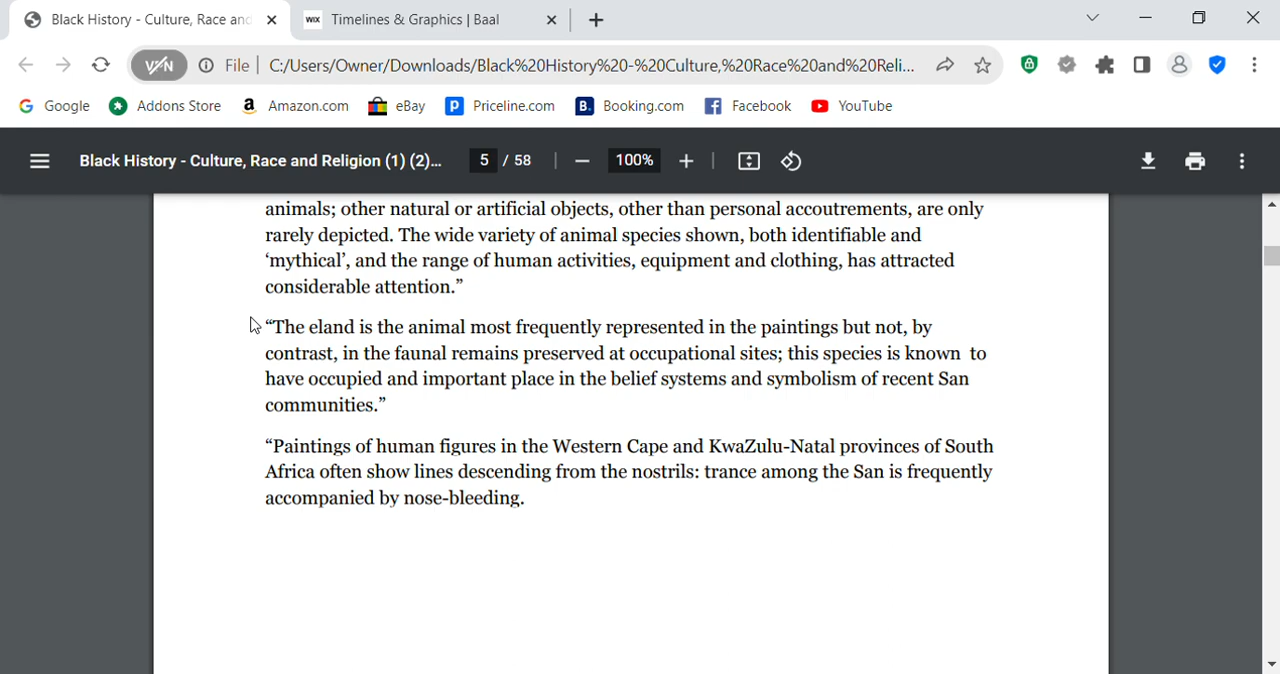 Black History - Culture, Race and
Timelines & Graphics | Baal
VPN
File
C:/Users/Owner/Downloads/Black%20History%20-%20Culture,%20Race%20and%20Reli...
Google
Addons Store
Amazon.com
eBay
Priceline.com
Booking.com
Facebook
YouTube
Black History - Culture, Race and Religion (1) (2)...
5 / 58
100%
animals; other natural or artificial objects, other than personal accoutrements, are only
rarely depicted. The wide variety of animal species shown, both identifiable and
‘mythical’, and the range of human activities, equipment and clothing, has attracted
considerable attention.”
“The eland is the animal most frequently represented in the paintings but not, by
contrast, in the faunal remains preserved at occupational sites; this species is known to
have occupied and important place in the belief systems and symbolism of recent San
communities.”
“Paintings of human figures in the Western Cape and KwaZulu-Natal provinces of South
Africa often show lines descending from the nostrils: trance among the San is frequently
accompanied by nose-bleeding.